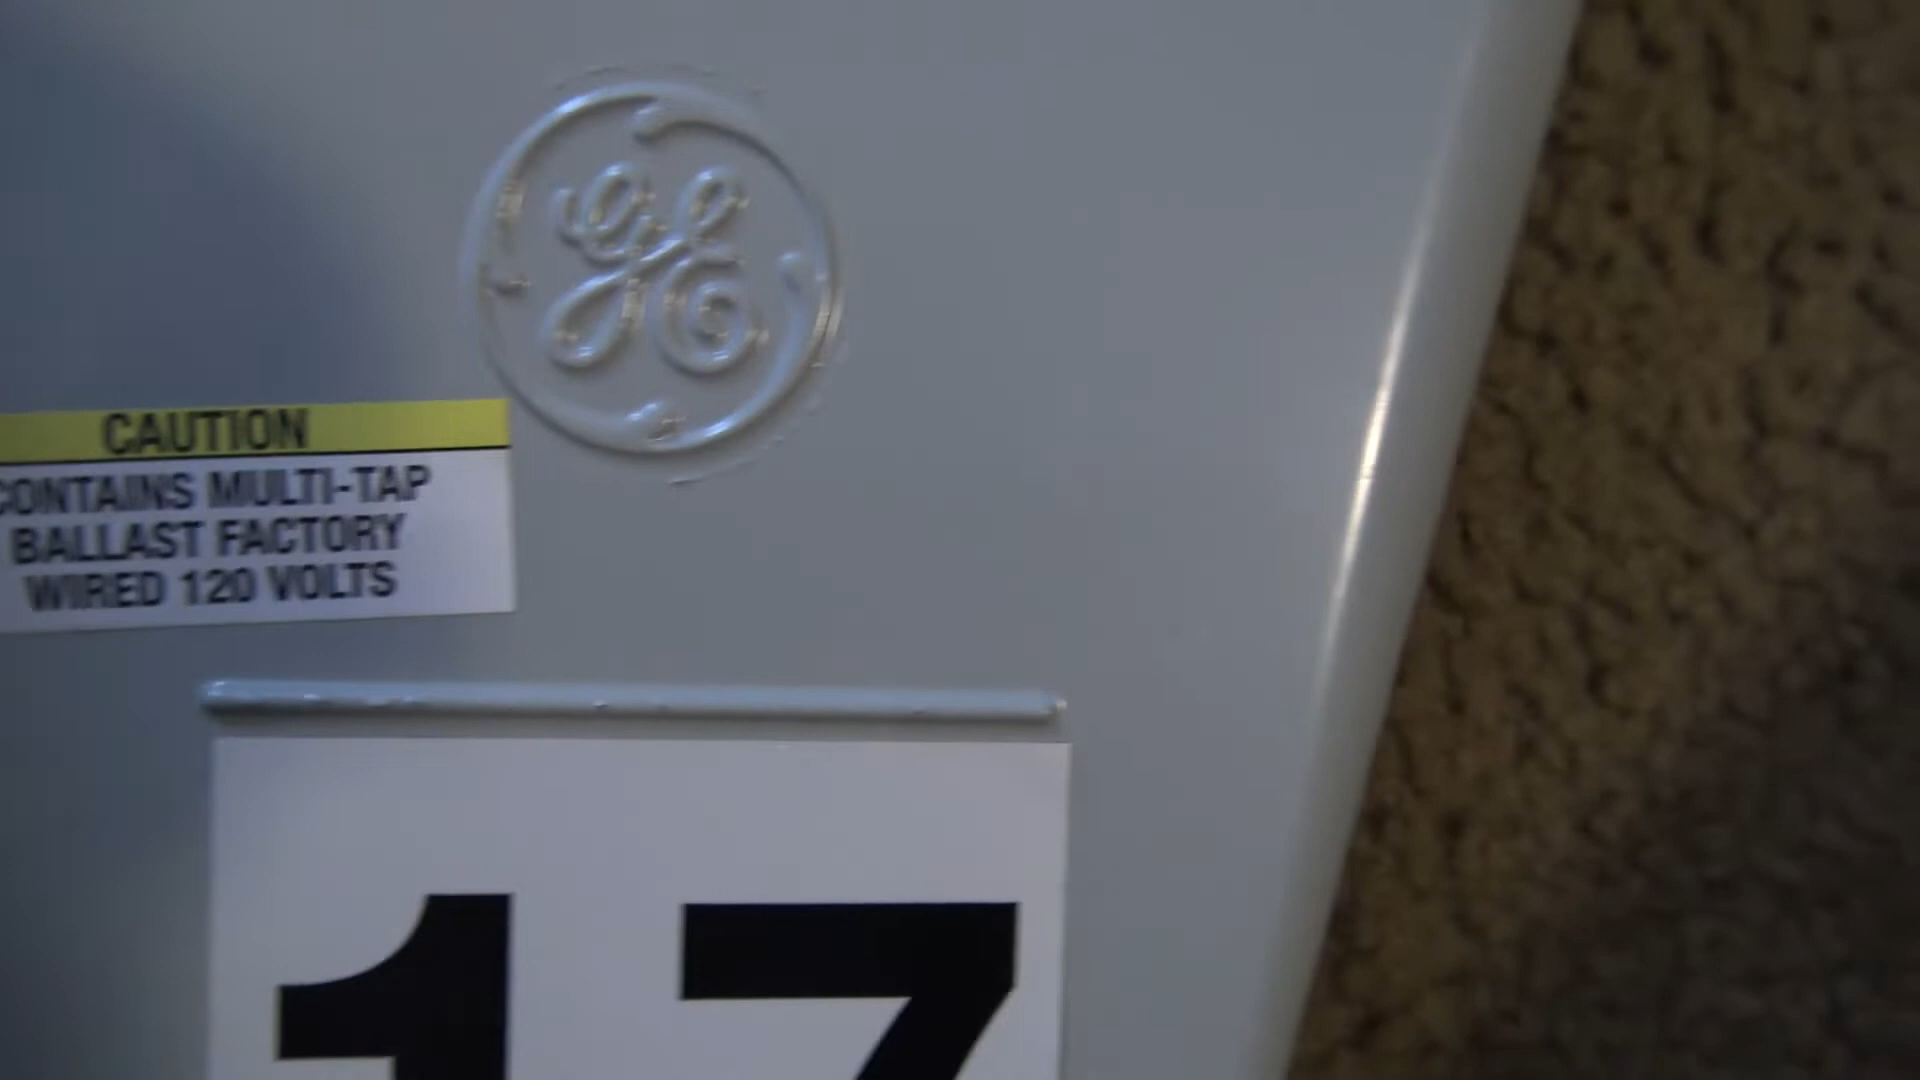 GE
CAUTION
CONTAINS MULTI-TAP
BALLAST FACTORY
WIRED 120 VOLTS
17